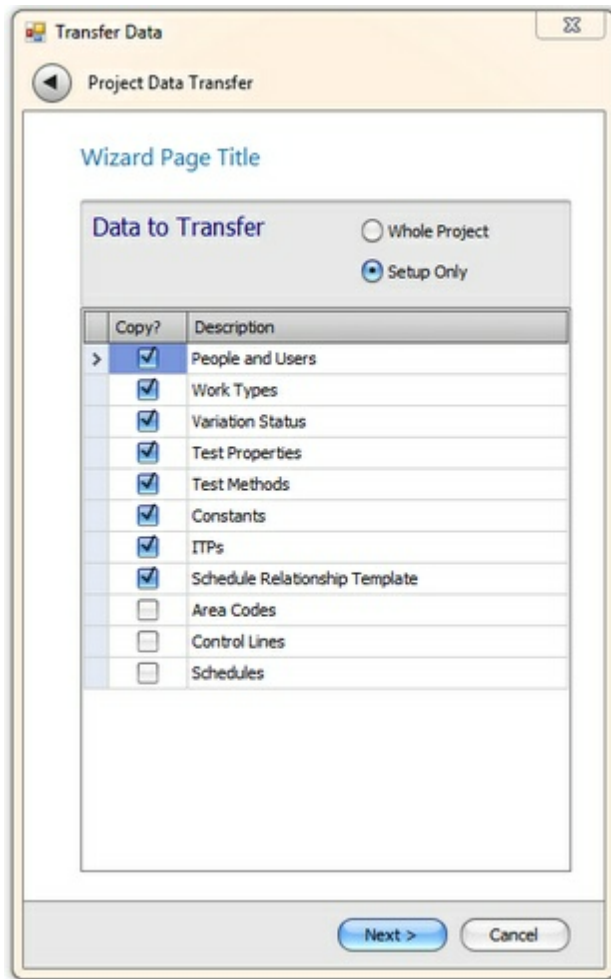 Transfer Data
Project Data Transfer
Wizard Page Title
Data to Transfer
Whole Project
Setup Only
Copy? Description
People and Users
Work Types
Variation Status
Test Properties
Test Methods
Constants
ITPs
Schedule Relationship Template
Area Codes
Control Lines
Schedules
Next > Cancel